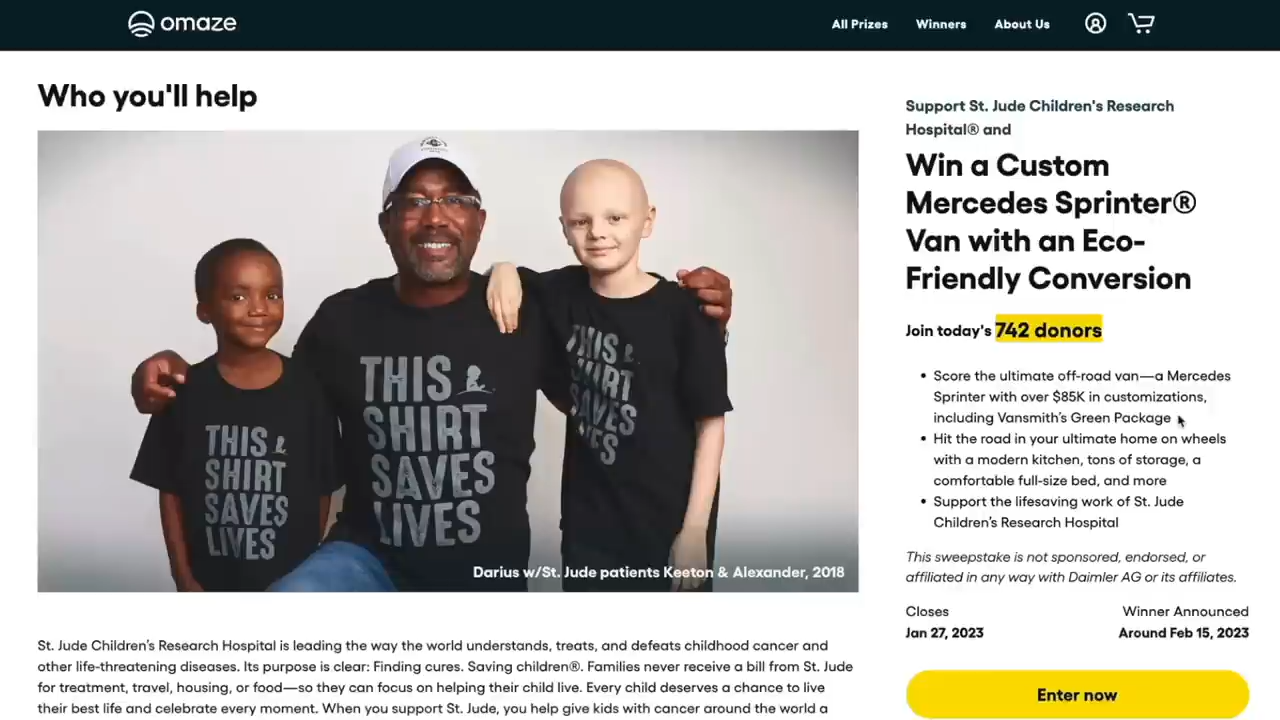 omaze
All Prizes
Winners
About Us
Who you'll help
THIS &
SHIRT
SAVES
LIVES
THIS
SHIRT
SAVES
LIVES
THIS &
SHIRT
SAVES
LIVES
Darius w/St. Jude patients Keeton & Alexander, 2018
St. Jude Children's Research Hospital is leading the way the world understands, treats, and defeats childhood cancer and
other life-threatening diseases. Its purpose is clear: Finding cures. Saving children®. Families never receive a bill from St. Jude
for treatment, travel, housing, or food—so they can focus on helping their child live. Every child deserves a chance to live
their best life and celebrate every moment. When you support St. Jude, you help give kids with cancer around the world a
Support St. Jude Children's Research
Hospital® and
Win a Custom
Mercedes Sprinter®
Van with an Eco-
Friendly Conversion
Join today's 742 donors
• Score the ultimate off-road van—a Mercedes
Sprinter with over $85K in customizations,
including Vansmith's Green Package
• Hit the road in your ultimate home on wheels
with a modern kitchen, tons of storage, a
comfortable full-size bed, and more
• Support the lifesaving work of St. Jude
Children's Research Hospital
This sweepstake is not sponsored, endorsed, or
affiliated in any way with Daimler AG or its affiliates.
Closes
Winner Announced
Jan 27, 2023
Around Feb 15, 2023
Enter now